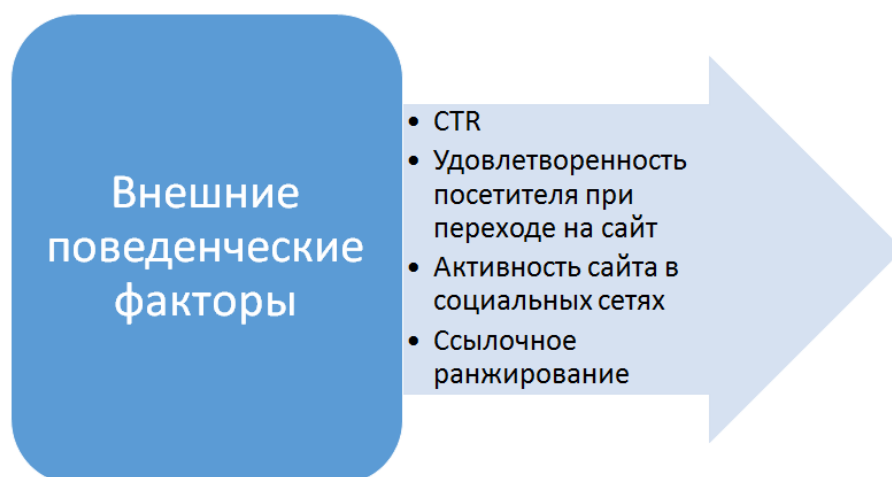 Внешние
поведенческие
факторы
• CTR
• Удовлетворенность
посетителя при
переходе на сайт
• Активность сайта в
социальных сетях
• Ссылочное
ранжирование